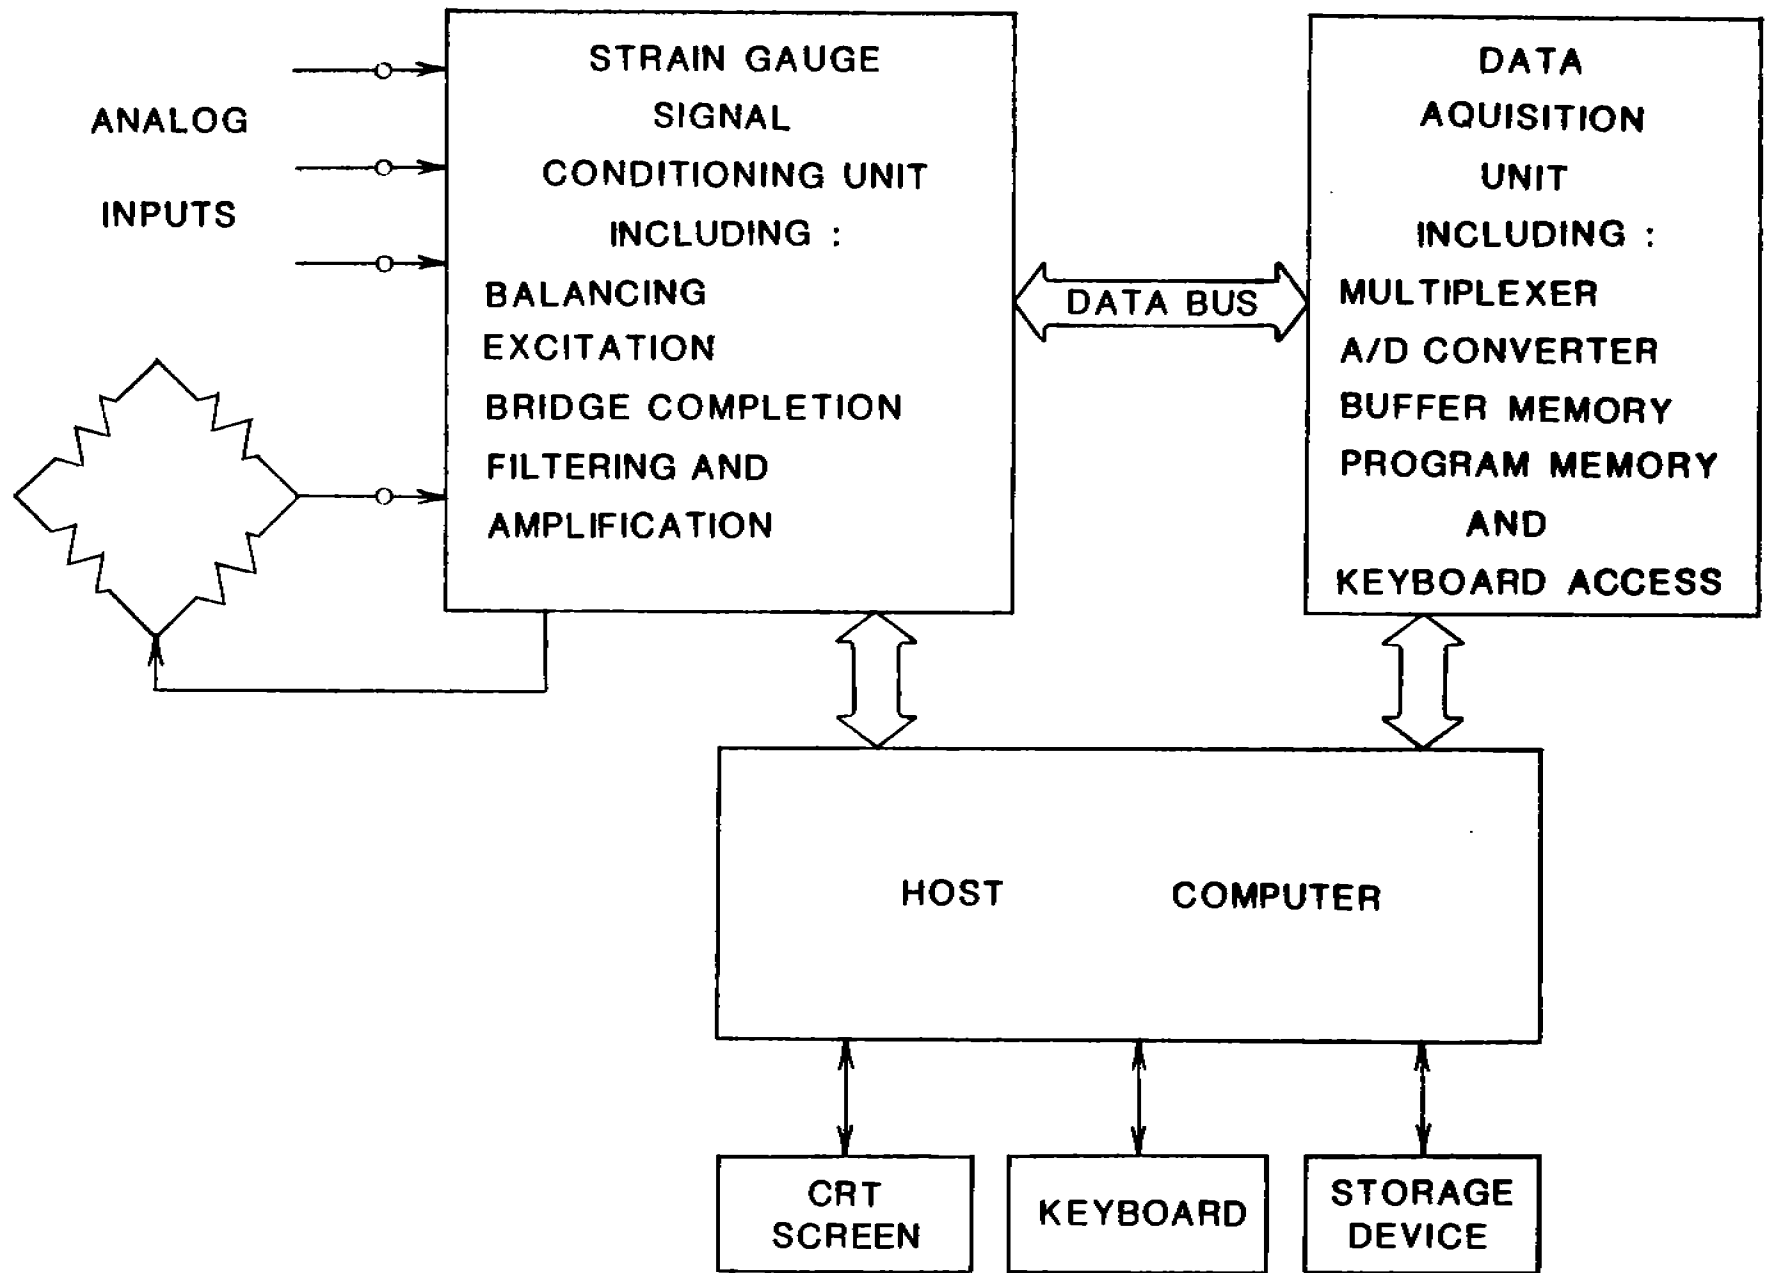 ANALOG
INPUTS
STRAIN GAUGE
SIGNAL
CONDITIONING UNIT
INCLUDING :
BALANCING
EXCITATION
BRIDGE COMPLETION
FILTERING AND
AMPLIFICATION
DATA BUS
DATA
AQUISITION
UNIT
INCLUDING :
MULTIPLEXER
A/D CONVERTER
BUFFER MEMORY
PROGRAM MEMORY
AND
KEYBOARD ACCESS
HOST COMPUTER
CRT
SCREEN
KEYBOARD
STORAGE
DEVICE